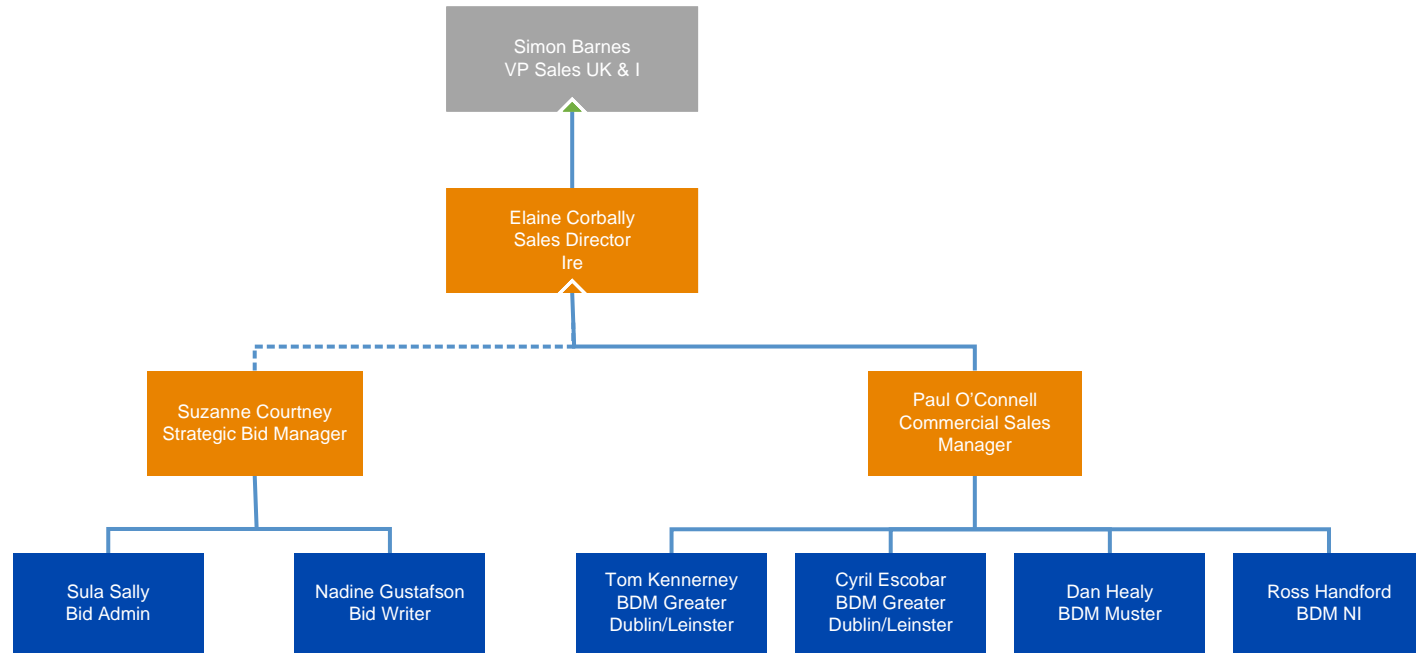 Simon Barnes
VP Sales UK & I
Elaine Corbally
Sales Director
Ire
Suzanne Courtney
Strategic Bid Manager
Paul O’Connell
Commercial Sales
Manager
Sula Sally
Bid Admin
Nadine Gustafson
Bid Writer
Tom Kennerney
BDM Greater
Dublin/Leinster
Cyril Escobar
BDM Greater
Dublin/Leinster
Dan Healy
BDM Muster
Ross Handford
BDM NI